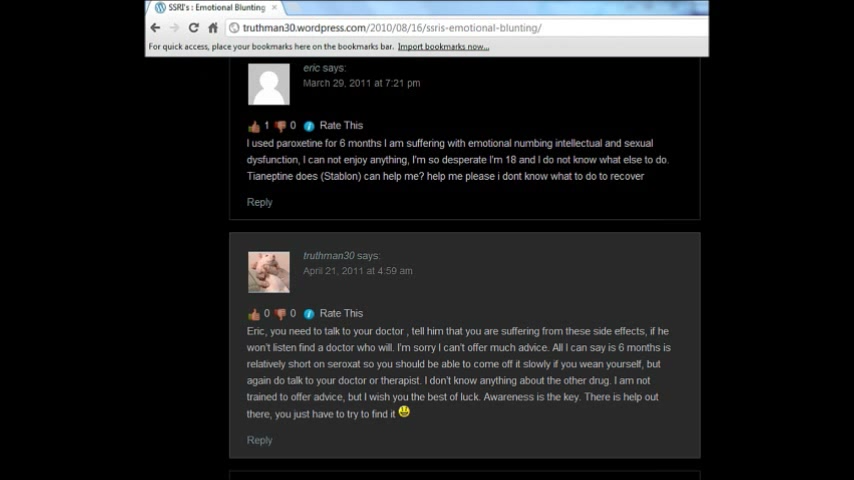 SSRI's : Emotional Blunting
truthman30.wordpress.com/2010/08/16/ssris-emotional-blunting/
For quick access, place your bookmarks here on the bookmarks bar. Import bookmarks now...
eric says:
March 29, 2011 at 7:21 pm
1 0 Rate This
I used paroxetine for 6 months I am suffering with emotional numbing intellectual and sexual
dysfunction, I can not enjoy anything, I'm so desperate I'm 18 and I do not know what else to do.
Tianeptine does (Stablon) can help me? help me please i dont know what to do to recover
Reply
truthman30 says:
April 21, 2011 at 4:59 am
0 0 Rate This
Eric, you need to talk to your doctor , tell him that you are suffering from these side effects, if he
won't listen find a doctor who will. I'm sorry I can't offer much advice. All I can say is 6 months is
relatively short on seroxat so you should be able to come off it slowly if you wean yourself, but
again do talk to your doctor or therapist. I don't know anything about the other drug. I am not
trained to offer advice, but I wish you the best of luck. Awareness is the key. There is help out
there, you just have to try to find it
Reply